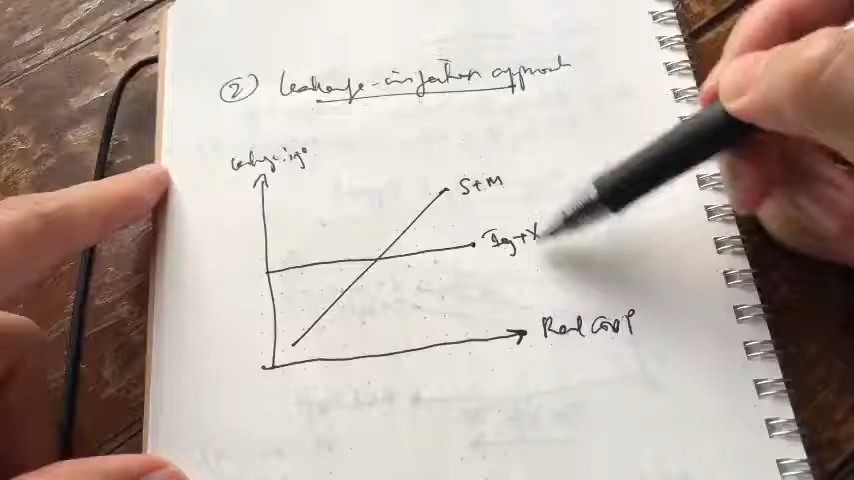 ② Leakage-injection approach
S+M
Ig+X
Real GDP